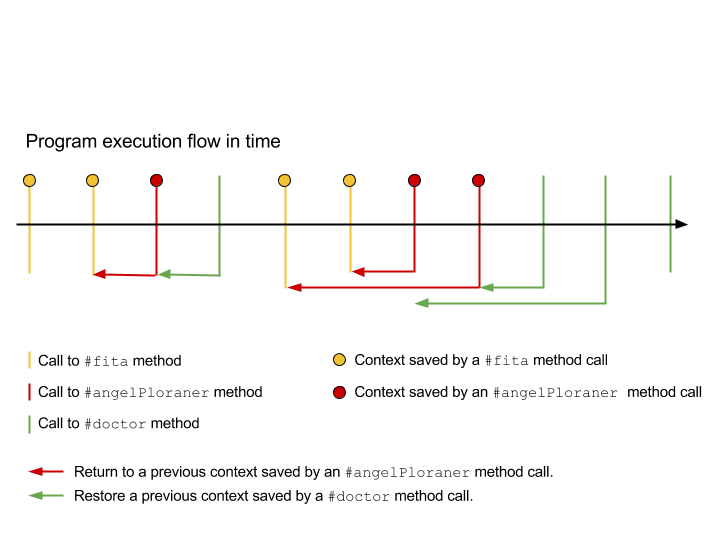 Program execution flow in time
Call to #fita method
Context saved by a #fita method call
Call to #angelPloraner method
Context saved by an #angelPloraner method call
Call to #doctor method
Return to a previous context saved by an #angelPloraner method call.
Restore a previous context saved by a #doctor method call.